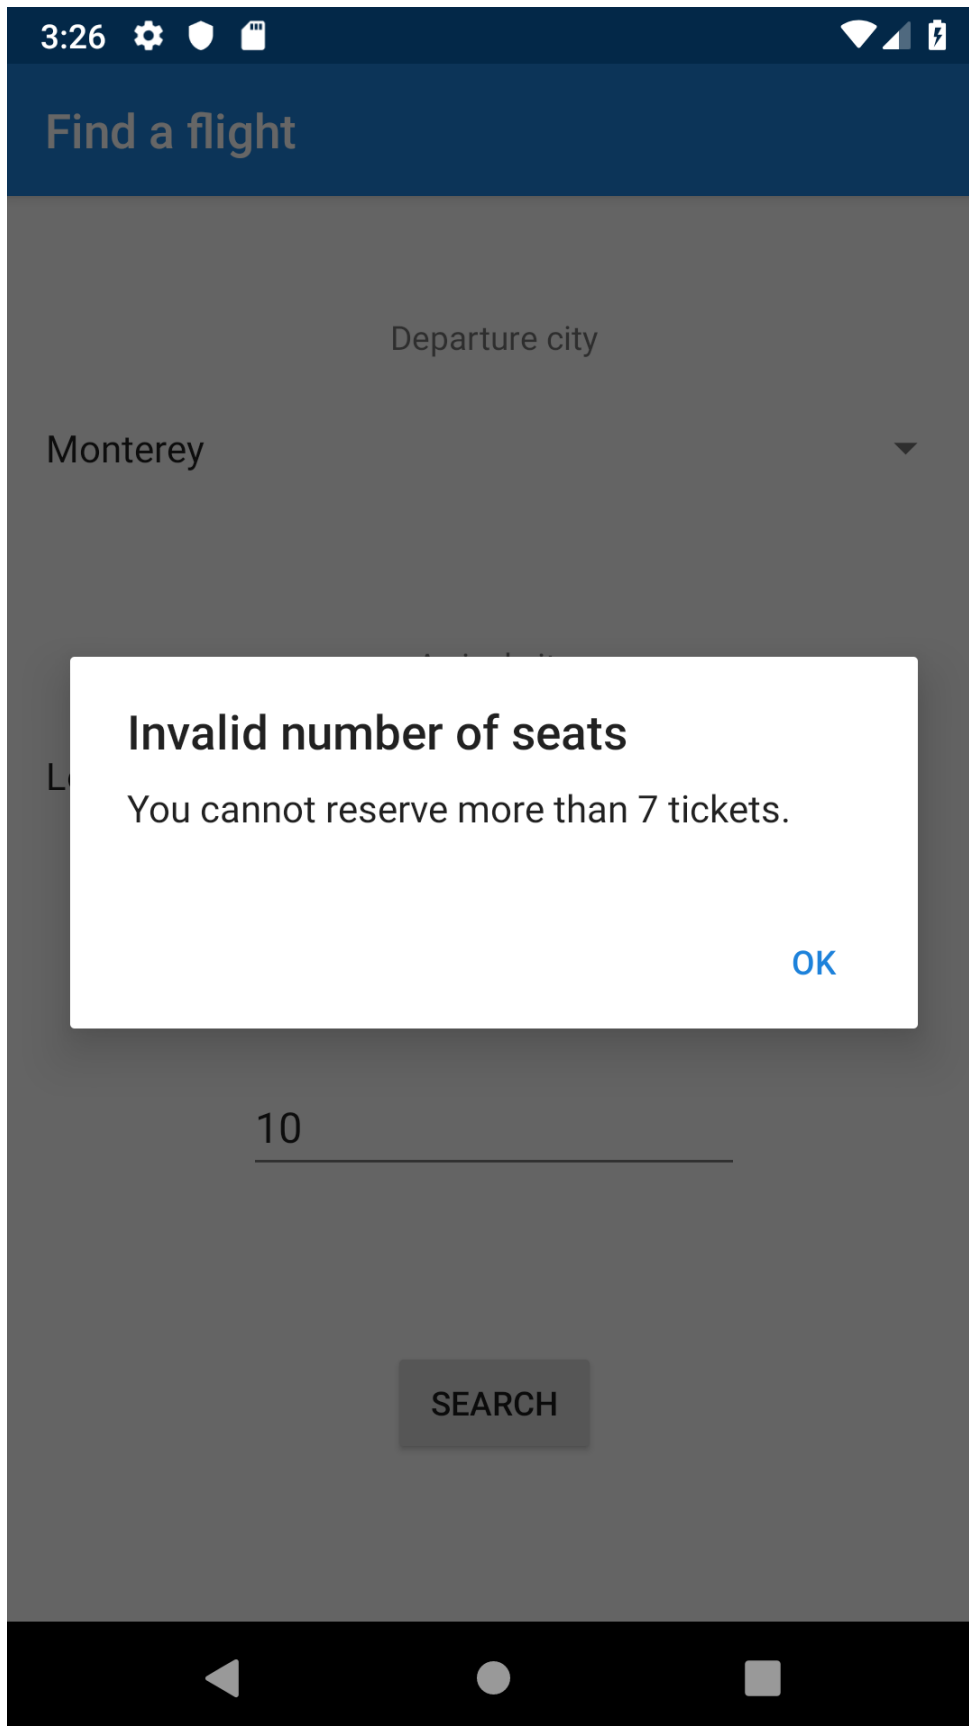 3:26
Find a flight
Departure city
Monterey
Invalid number of seats
You cannot reserve more than 7 tickets.
OK
10
SEARCH